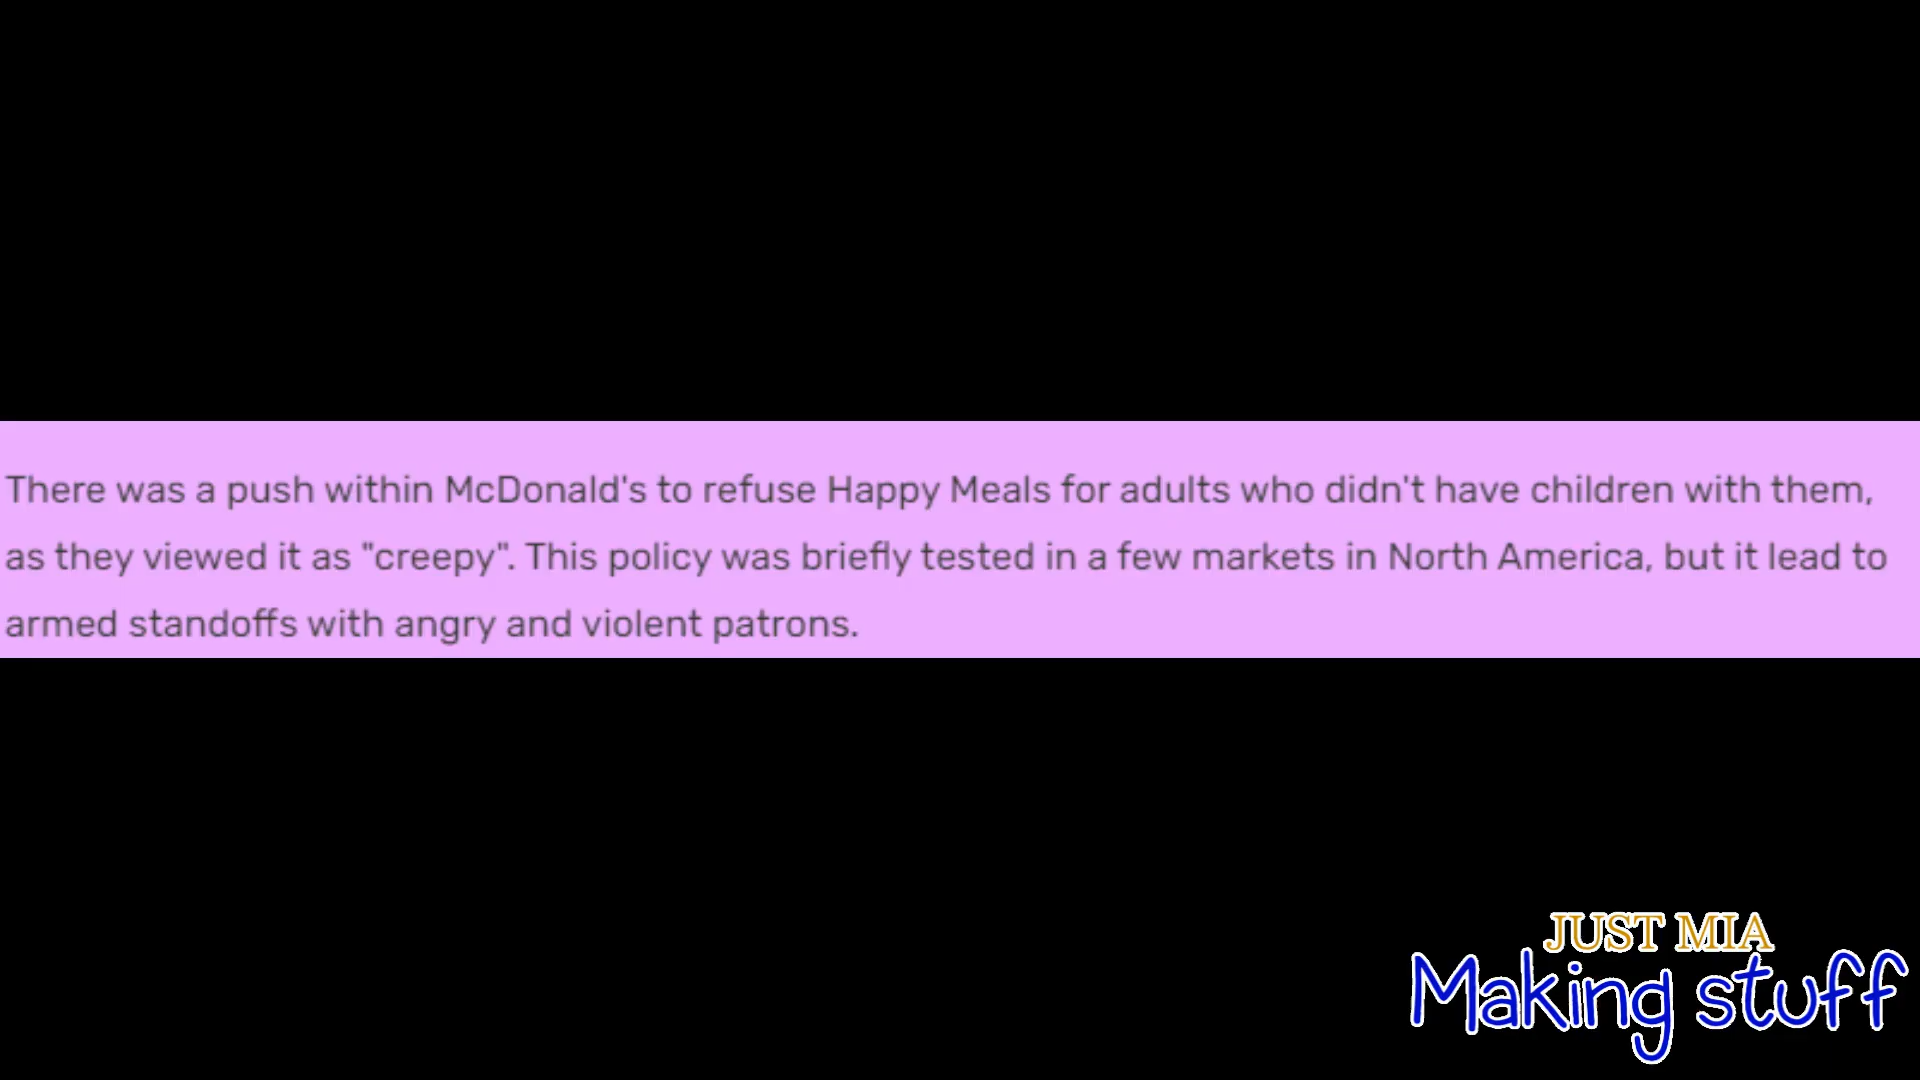 There was a push within McDonald's to refuse Happy Meals for adults who didn't have children with them,
as they viewed it as "creepy". This policy was briefly tested in a few markets in North America, but it lead to
armed standoffs with angry and violent patrons.
JUST MIA
Making stuff